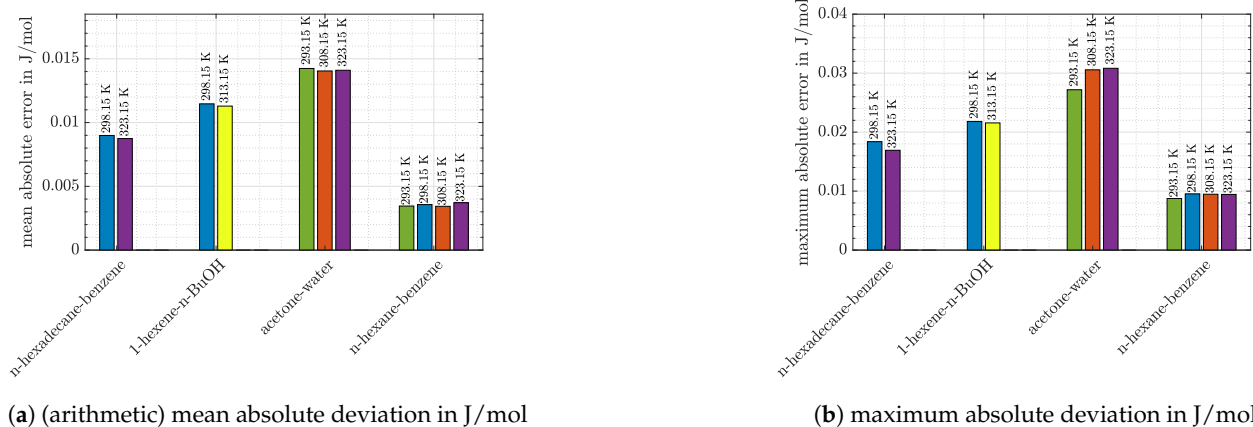 mean absolute error in J/mol
0.015
0.01
0.005
0
298.15 K
323.15 K
298.15 K
313.15 K
293.15 K
308.15 K
323.15 K
293.15 K
298.15 K
308.15 K
323.15 K
n-hexadecane-benzene
1-hexene-n-BuOH
acetone-water
n-hexane-benzene
(a) (arithmetic) mean absolute deviation in J/mol
maximum absolute error in J/mol
0.04
0.03
0.02
0.01
0
298.15 K
323.15 K
298.15 K
313.15 K
293.15 K
308.15 K
323.15 K
293.15 K
298.15 K
308.15 K
323.15 K
n-hexadecane-benzene
1-hexene-n-BuOH
acetone-water
n-hexane-benzene
(b) maximum absolute deviation in J/mol